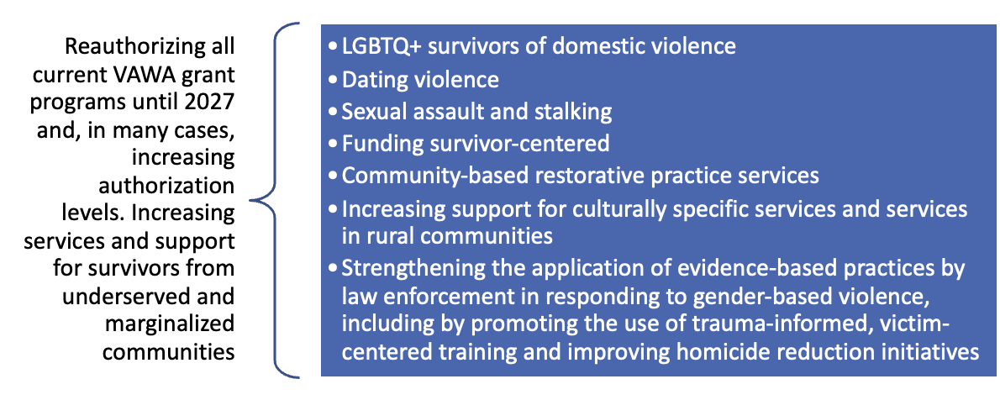 Reauthorizing all
current VAWA grant
programs until 2027
and, in many cases,
increasing
authorization
levels. Increasing
services and support
for survivors from
underserved and
marginalized
communities
• LGBTQ+ survivors of domestic violence
• Dating violence
• Sexual assault and stalking
• Funding survivor-centered
• Community-based restorative practice services
• Increasing support for culturally specific services and services
in rural communities
• Strengthening the application of evidence-based practices by
law enforcement in responding to gender-based violence,
including by promoting the use of trauma-informed, victim-
centered training and improving homicide reduction initiatives